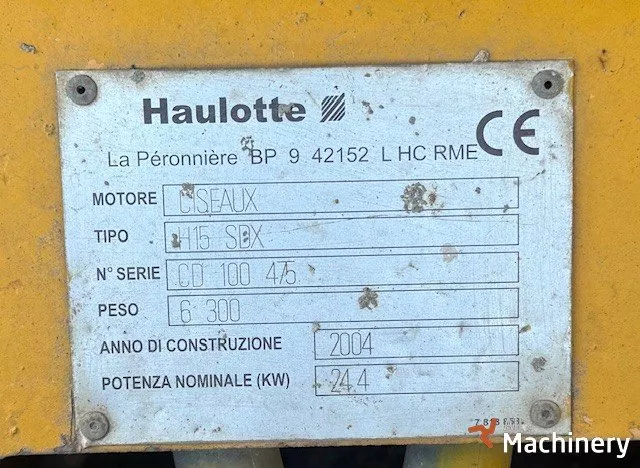 Haulotte
La Péronnière BP 9 42152 L HC RME
CE
MOTORE CISEAUX
TIPO H15 SDX
N° SERIE CD 100 475
PESO 6 300
ANNO DI CONSTRUZIONE 2004
POTENZA NOMINALE (KW) 24.4
Machinery